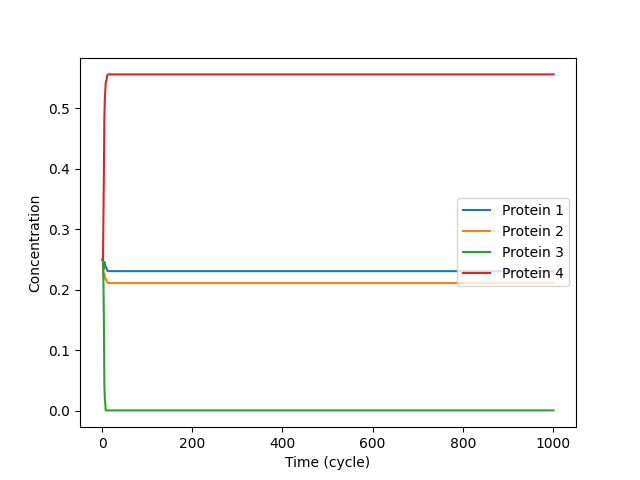 0.5
0.4
0.3
0.2
0.1
0.0
Concentration
0 200 400 600 800 1000
Time (cycle)
Protein 1
Protein 2
Protein 3
Protein 4